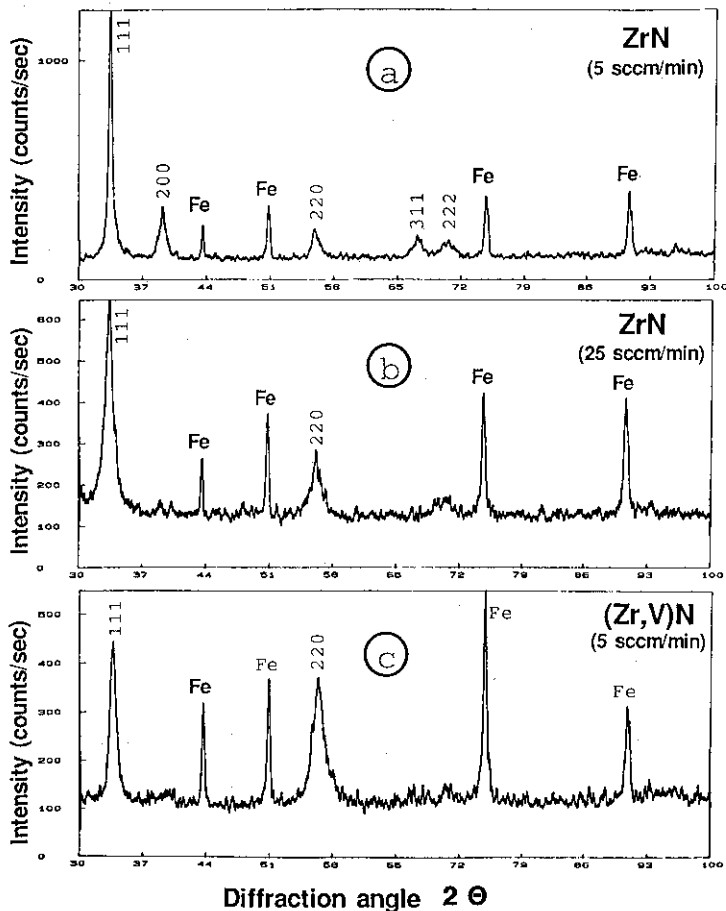 Intensity (counts/sec)
1000
0
111
200
Fe
Fe
220
311
222
Fe
Fe
a
ZrN
(5 sccm/min)
30 37 44 51 58 65 72 79 86 93 100
Intensity (counts/sec)
600
500
400
300
200
100
0
111
Fe
Fe
220
Fe
Fe
b
ZrN
(25 sccm/min)
30 37 44 51 58 65 72 79 86 93 100
Intensity (counts/sec)
500
400
300
200
100
0
111
Fe
Fe
220
Fe
Fe
c
(Zr,V)N
(5 sccm/min)
30 37 44 51 58 65 72 79 86 93 100
Diffraction angle 2 Θ